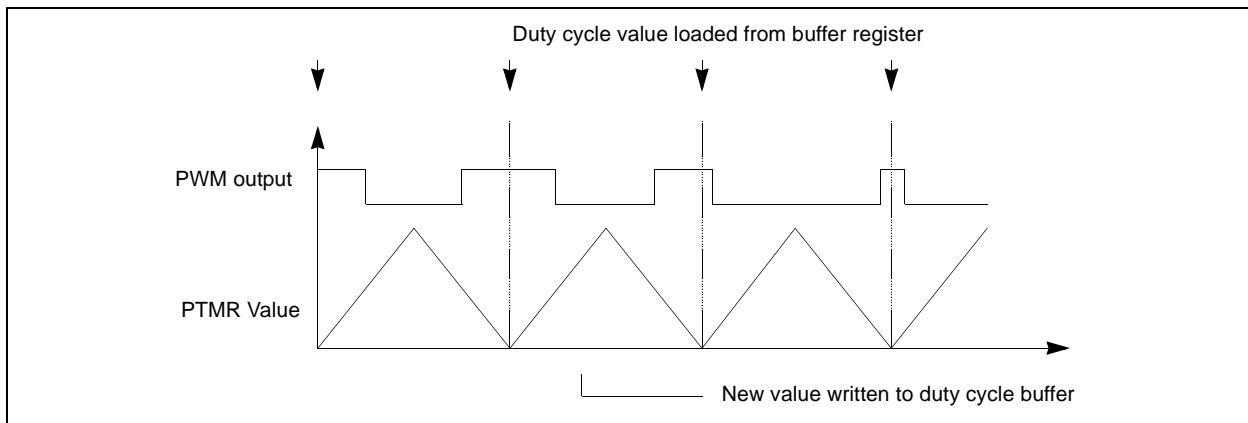 Duty cycle value loaded from buffer register
PWM output
PTMR Value
New value written to duty cycle buffer